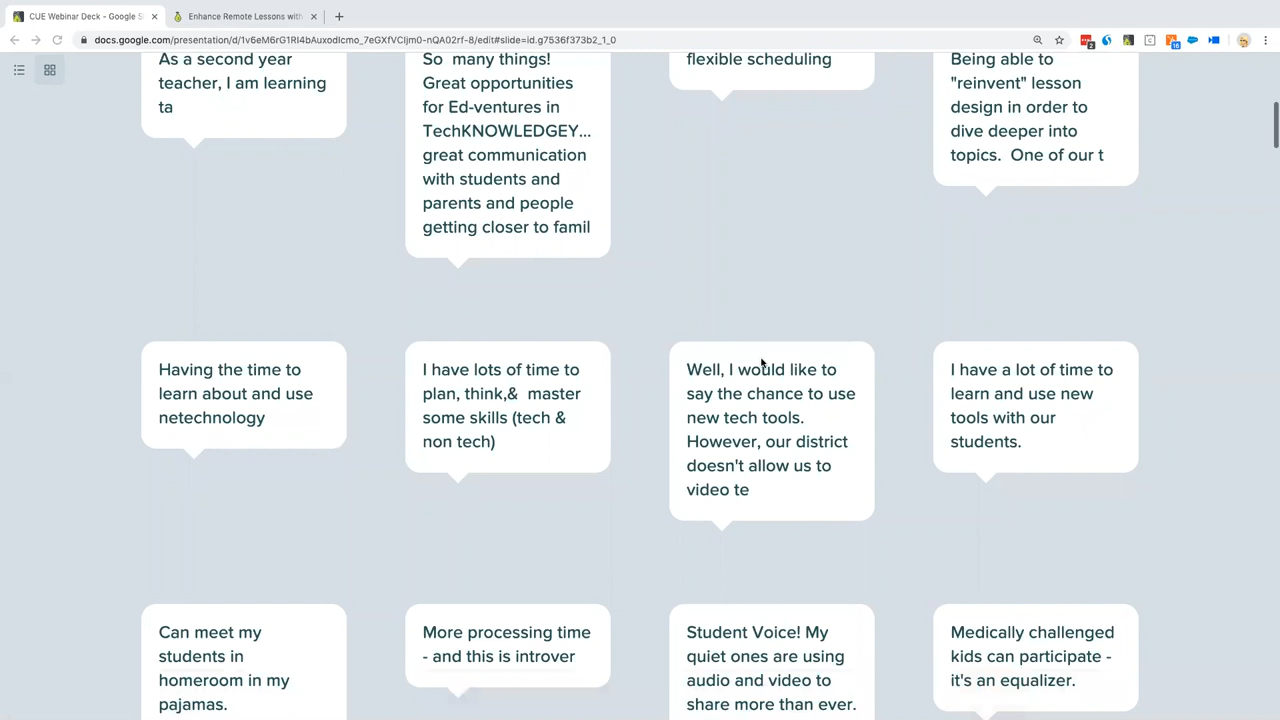 CUE Webinar Deck - Google Sl
Enhance Remote Lessons with
docs.google.com/presentation/d/1v6eM6rG1RI4bAuxodIcmo_7eGXfVCIjm0-nQA02rf-8/edit#slide=id.g7536f373b2_1_0
As a second year
teacher, I am learning
ta
So many things!
Great opportunities
for Ed-ventures in
TechKNOWLEDGEY...
great communication
with students and
parents and people
getting closer to famil
flexible scheduling
Being able to
"reinvent" lesson
design in order to
dive deeper into
topics. One of our t
Having the time to
learn about and use
netechnology
I have lots of time to
plan, think,& master
some skills (tech &
non tech)
Well, I would like to
say the chance to use
new tech tools.
However, our district
doesn't allow us to
video te
I have a lot of time to
learn and use new
tools with our
students.
Can meet my
students in
homeroom in my
pajamas.
More processing time
- and this is introver
Student Voice! My
quiet ones are using
audio and video to
share more than ever.
Medically challenged
kids can participate -
it's an equalizer.